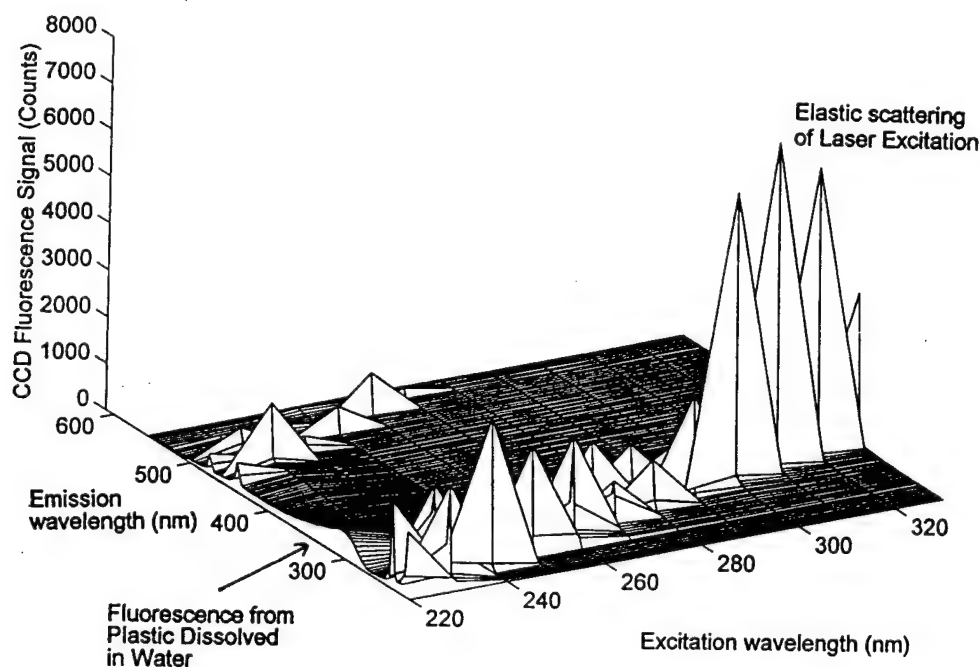 8000
7000
6000
5000
4000
3000
2000
1000
0
CCD Fluorescence Signal (Counts)
Elastic scattering
of Laser Excitation
600
500
400
300
Emission
wavelength (nm)
Fluorescence from
Plastic Dissolved
in Water
220
240
260
280
300
320
Excitation wavelength (nm)